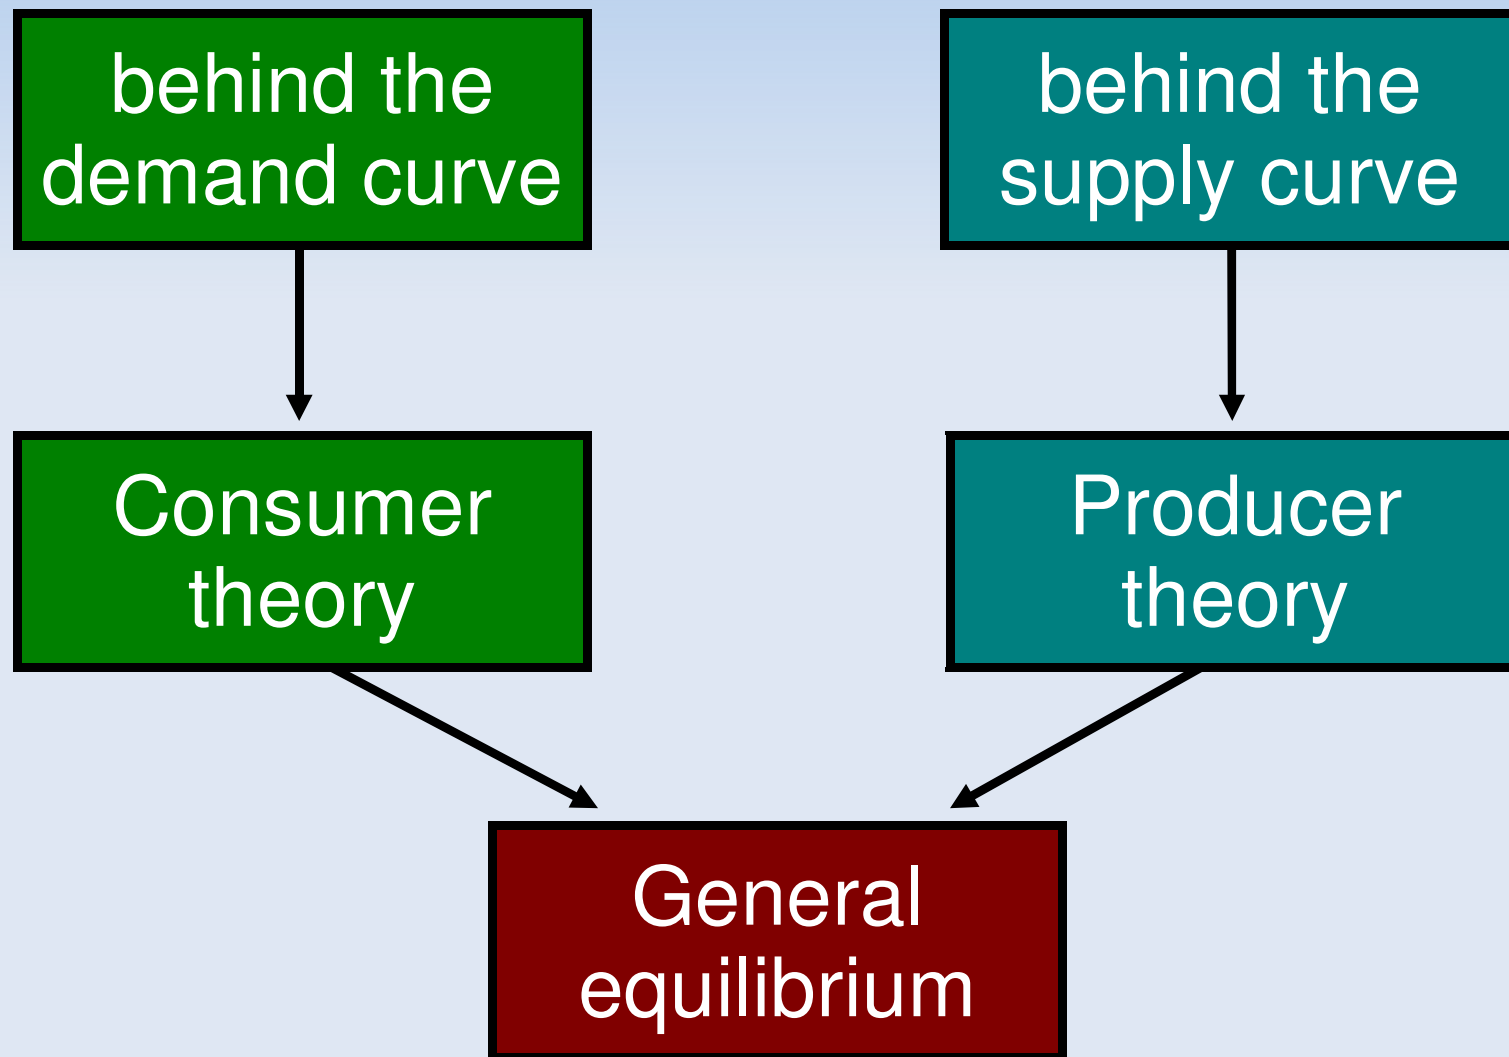 behind the
demand curve
behind the
supply curve
Consumer
theory
Producer
theory
General
equilibrium